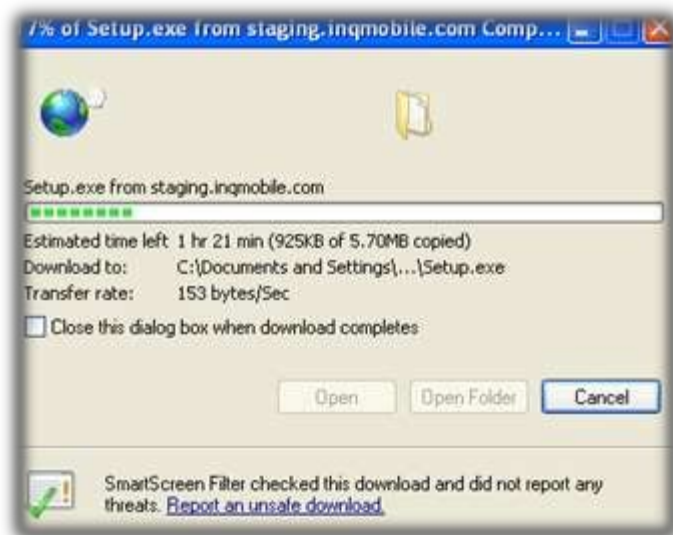 7% of Setup.exe from staging.inqmobile.com Comp...
Setup.exe from staging.inqmobile.com
Estimated time left 1 hr 21 min (925KB of 5.70MB copied)
Download to: C:\Documents and Settings\...\Setup.exe
Transfer rate: 153 bytes/Sec
Close this dialog box when download completes
Open Open Folder Cancel
SmartScreen Filter checked this download and did not report any
threats. Report an unsafe download.